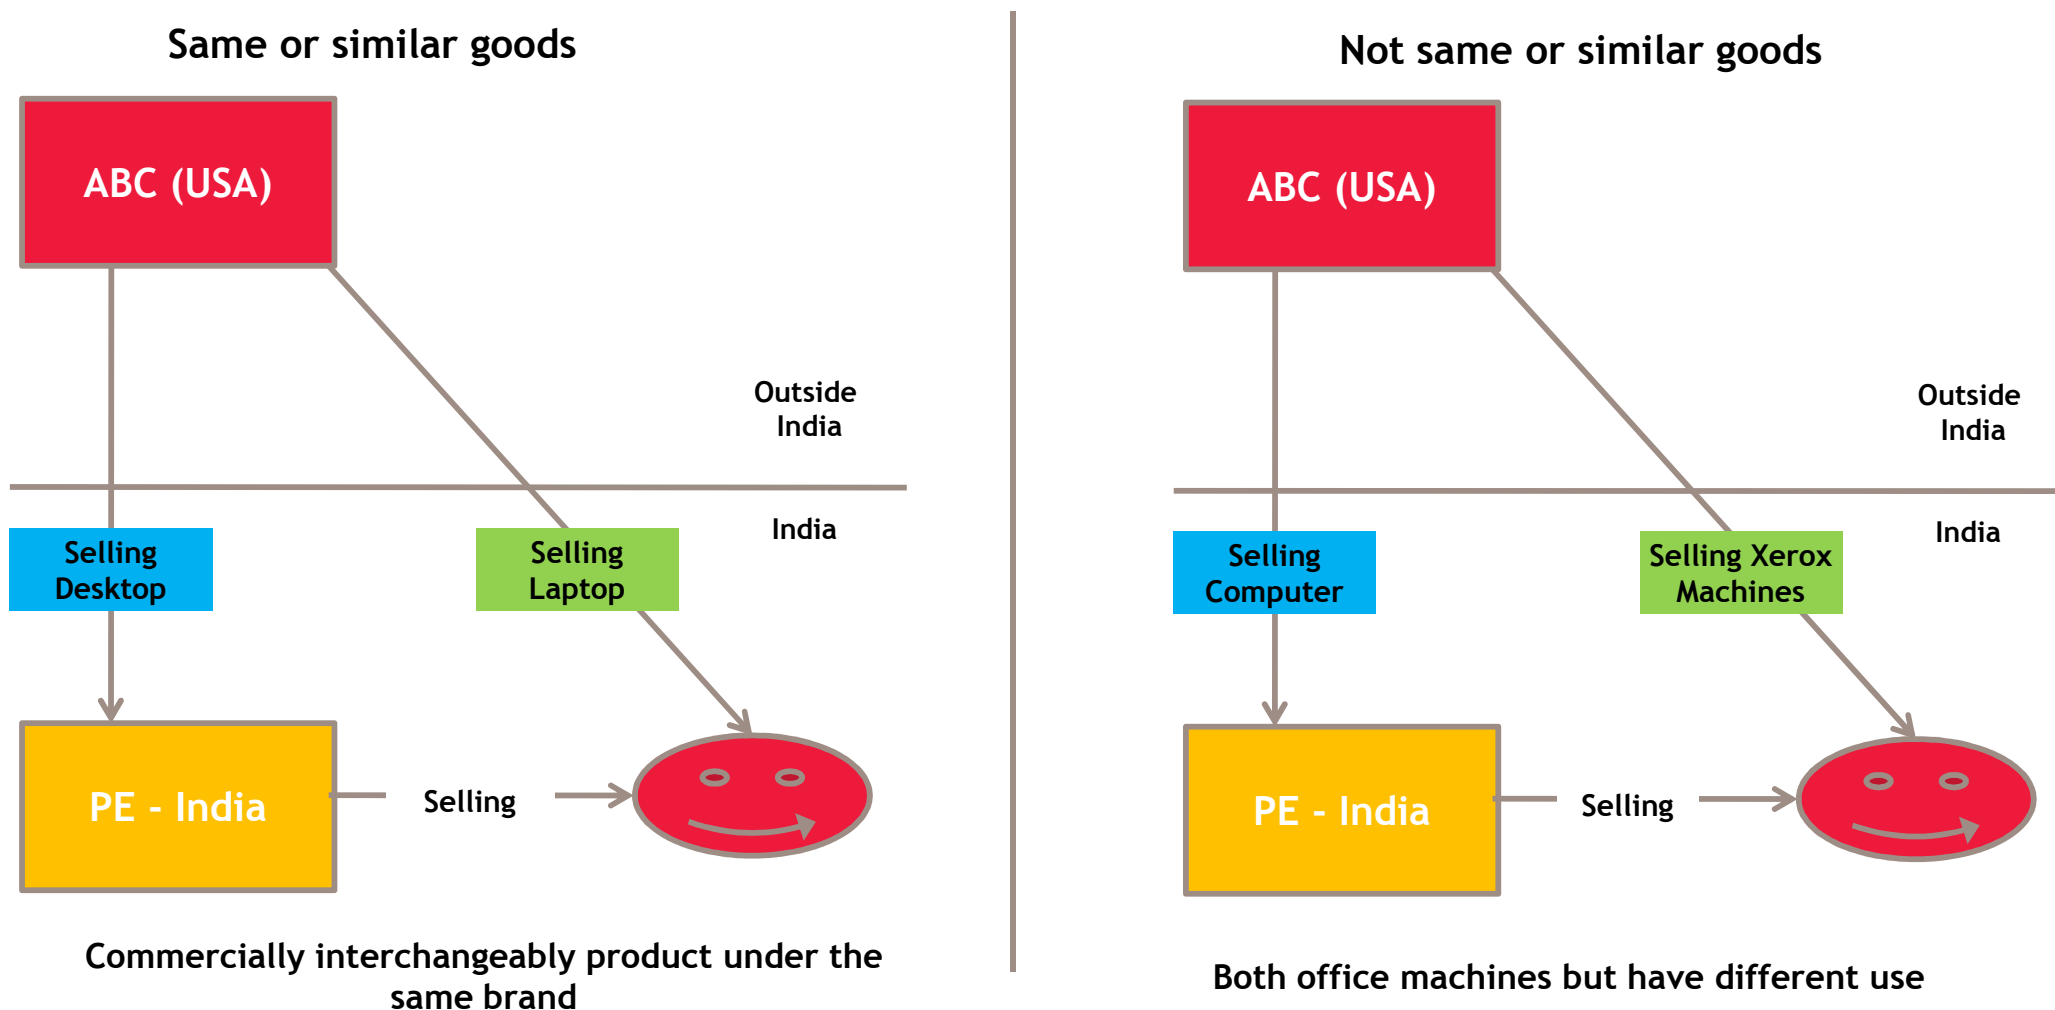 Same or similar goods
ABC (USA)
Outside
India
India
Selling
Desktop
Selling
Laptop
PE - India
Selling
Commercially interchangeably product under the
same brand
Not same or similar goods
ABC (USA)
Outside
India
India
Selling
Computer
Selling Xerox
Machines
PE - India
Selling
Both office machines but have different use